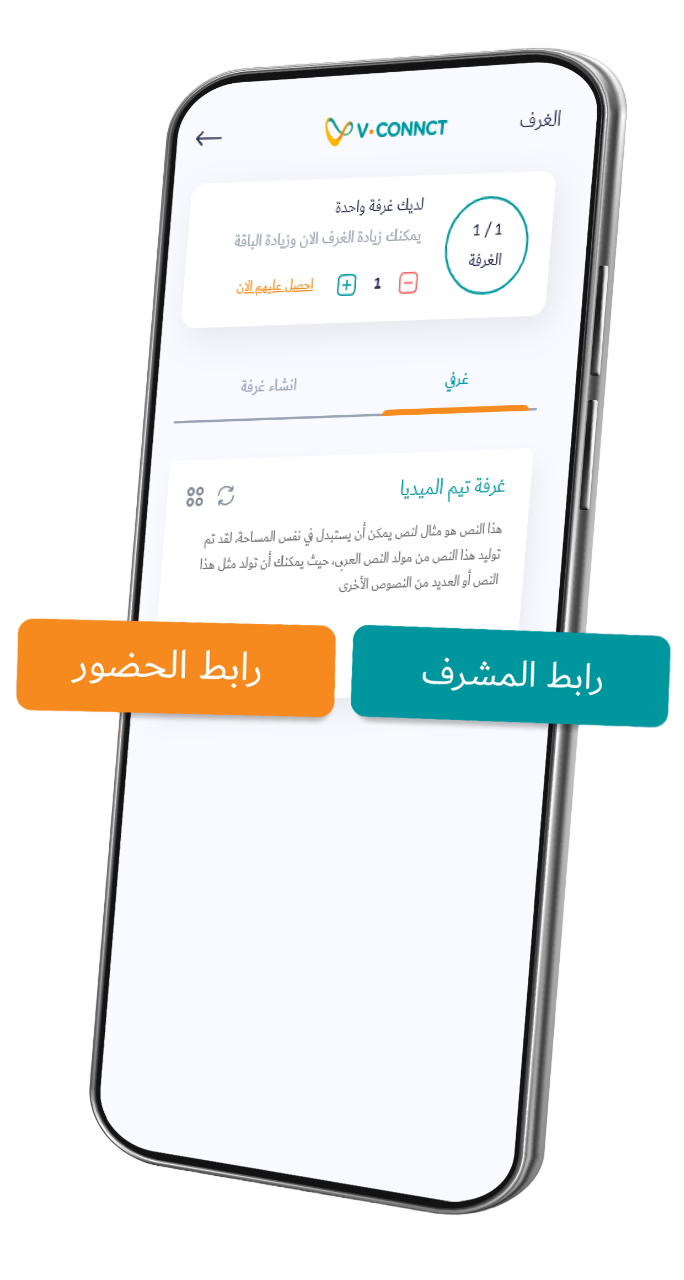 الغرف
V·CONNCT
لديك غرفة واحدة
يمكنك زيادة الغرف الان وزيادة الباقة
1 / 1
الغرفة
1
احصل عليهم الان
غرفي
انشاء غرفة
غرفة تيم الميديا
هذا النص هو مثال لنص يمكن أن يستبدل في نفس المساحة، لقد تم
توليد هذا النص من مولد النص العربى، حيث يمكنك أن تولد مثل هذا
النص أو العديد من النصوص الأخرى
رابط المشرف
رابط الحضور